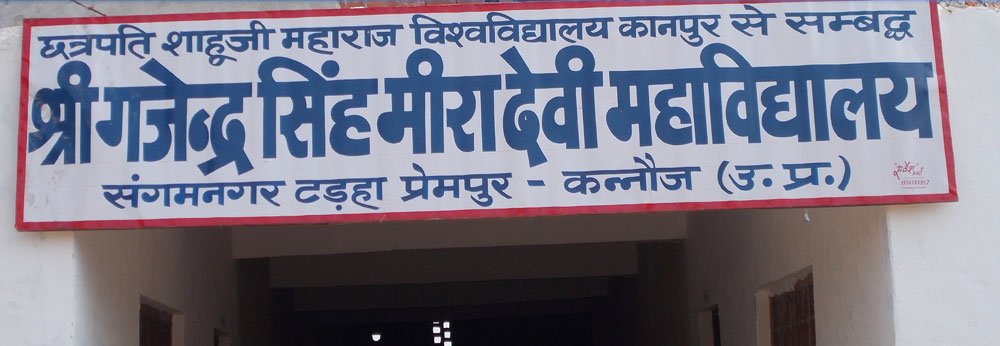 छत्रपति शाहूजी महाराज विश्वविद्यालय कानपुर से सम्बद्ध
श्री गजेन्द्र सिंह मीरा देवी महाविद्यालय
संगमनगर टड़हा प्रेमपुर - कन्नौज (उ. प्र.)